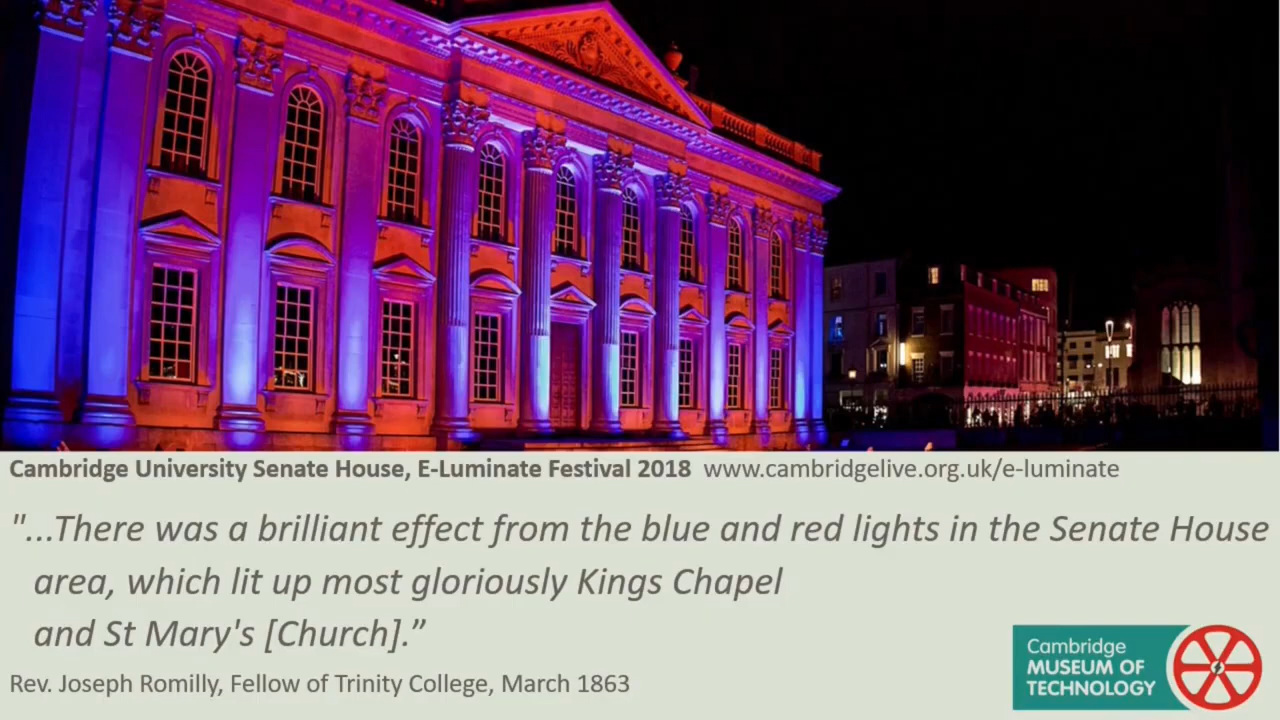 Cambridge University Senate House, E-Luminate Festival 2018 www.cambridgelive.org.uk/e-luminate
"...There was a brilliant effect from the blue and red lights in the Senate House
area, which lit up most gloriously Kings Chapel
and St Mary's [Church].”
Rev. Joseph Romilly, Fellow of Trinity College, March 1863
Cambridge
MUSEUM OF
TECHNOLOGY